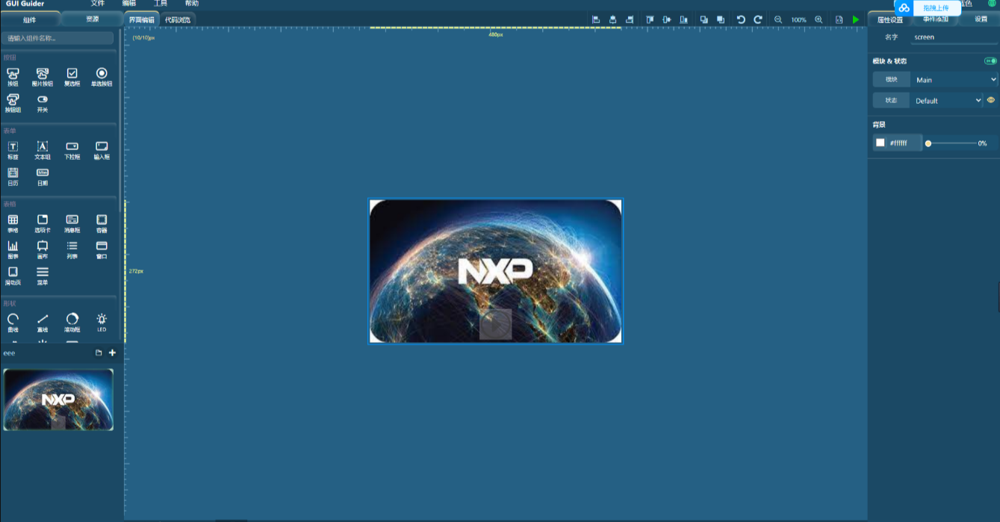 GUI Guider 文件 编辑 工具 帮助 拖拽上传 蓝色
组件 资源 界面编辑 代码浏览 100% 属性设置 事件添加 设置
请输入组件名称...
(10/10)px
480px
272px
按钮
按钮 图片按钮 复选框 单选按钮
按钮组 开关
表单
标签 文本组 下拉框 输入框
日历 日期
表格
表格 选项卡 消息框 容器
图表 画布 列表 窗口
滑动页 菜单
形状
曲线 直线 滚动框 LED
eee
NXP
NXP
名字 screen
模块 & 状态
模块 Main
状态 Default
背景
#ffffff 0%